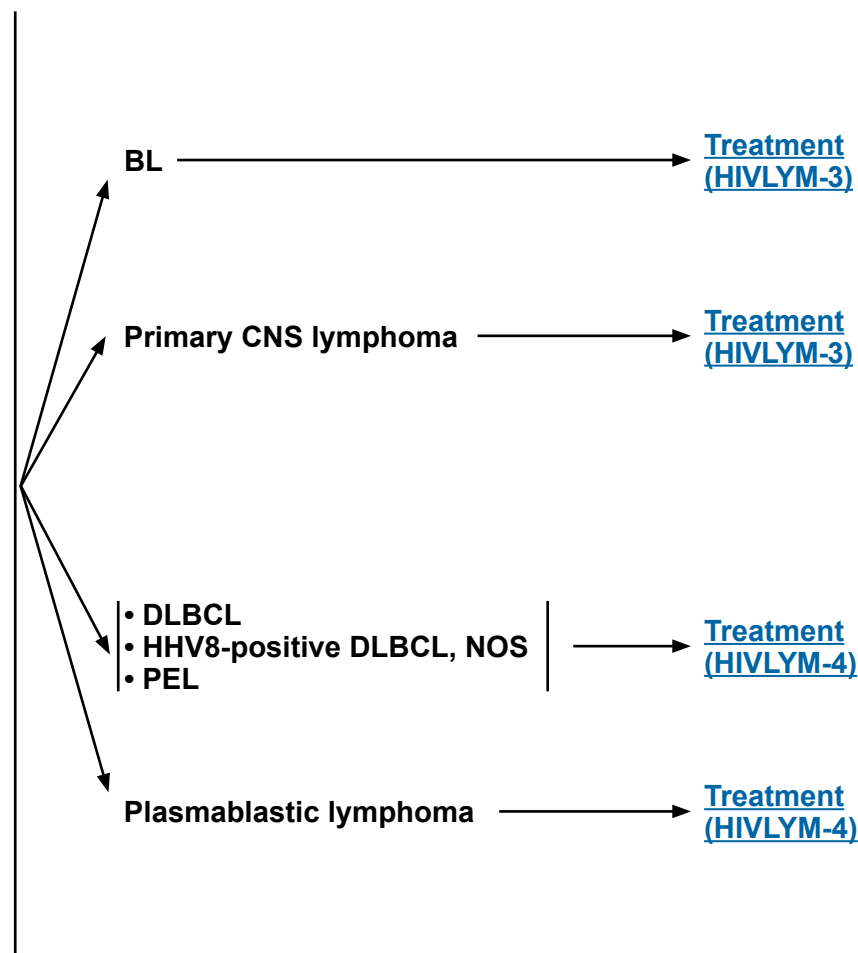 BL
Treatment
(HIVLYM-3)
Primary CNS lymphoma
Treatment
(HIVLYM-3)
• DLBCL
• HHV8-positive DLBCL, NOS
• PEL
Treatment
(HIVLYM-4)
Plasmablastic lymphoma
Treatment
(HIVLYM-4)